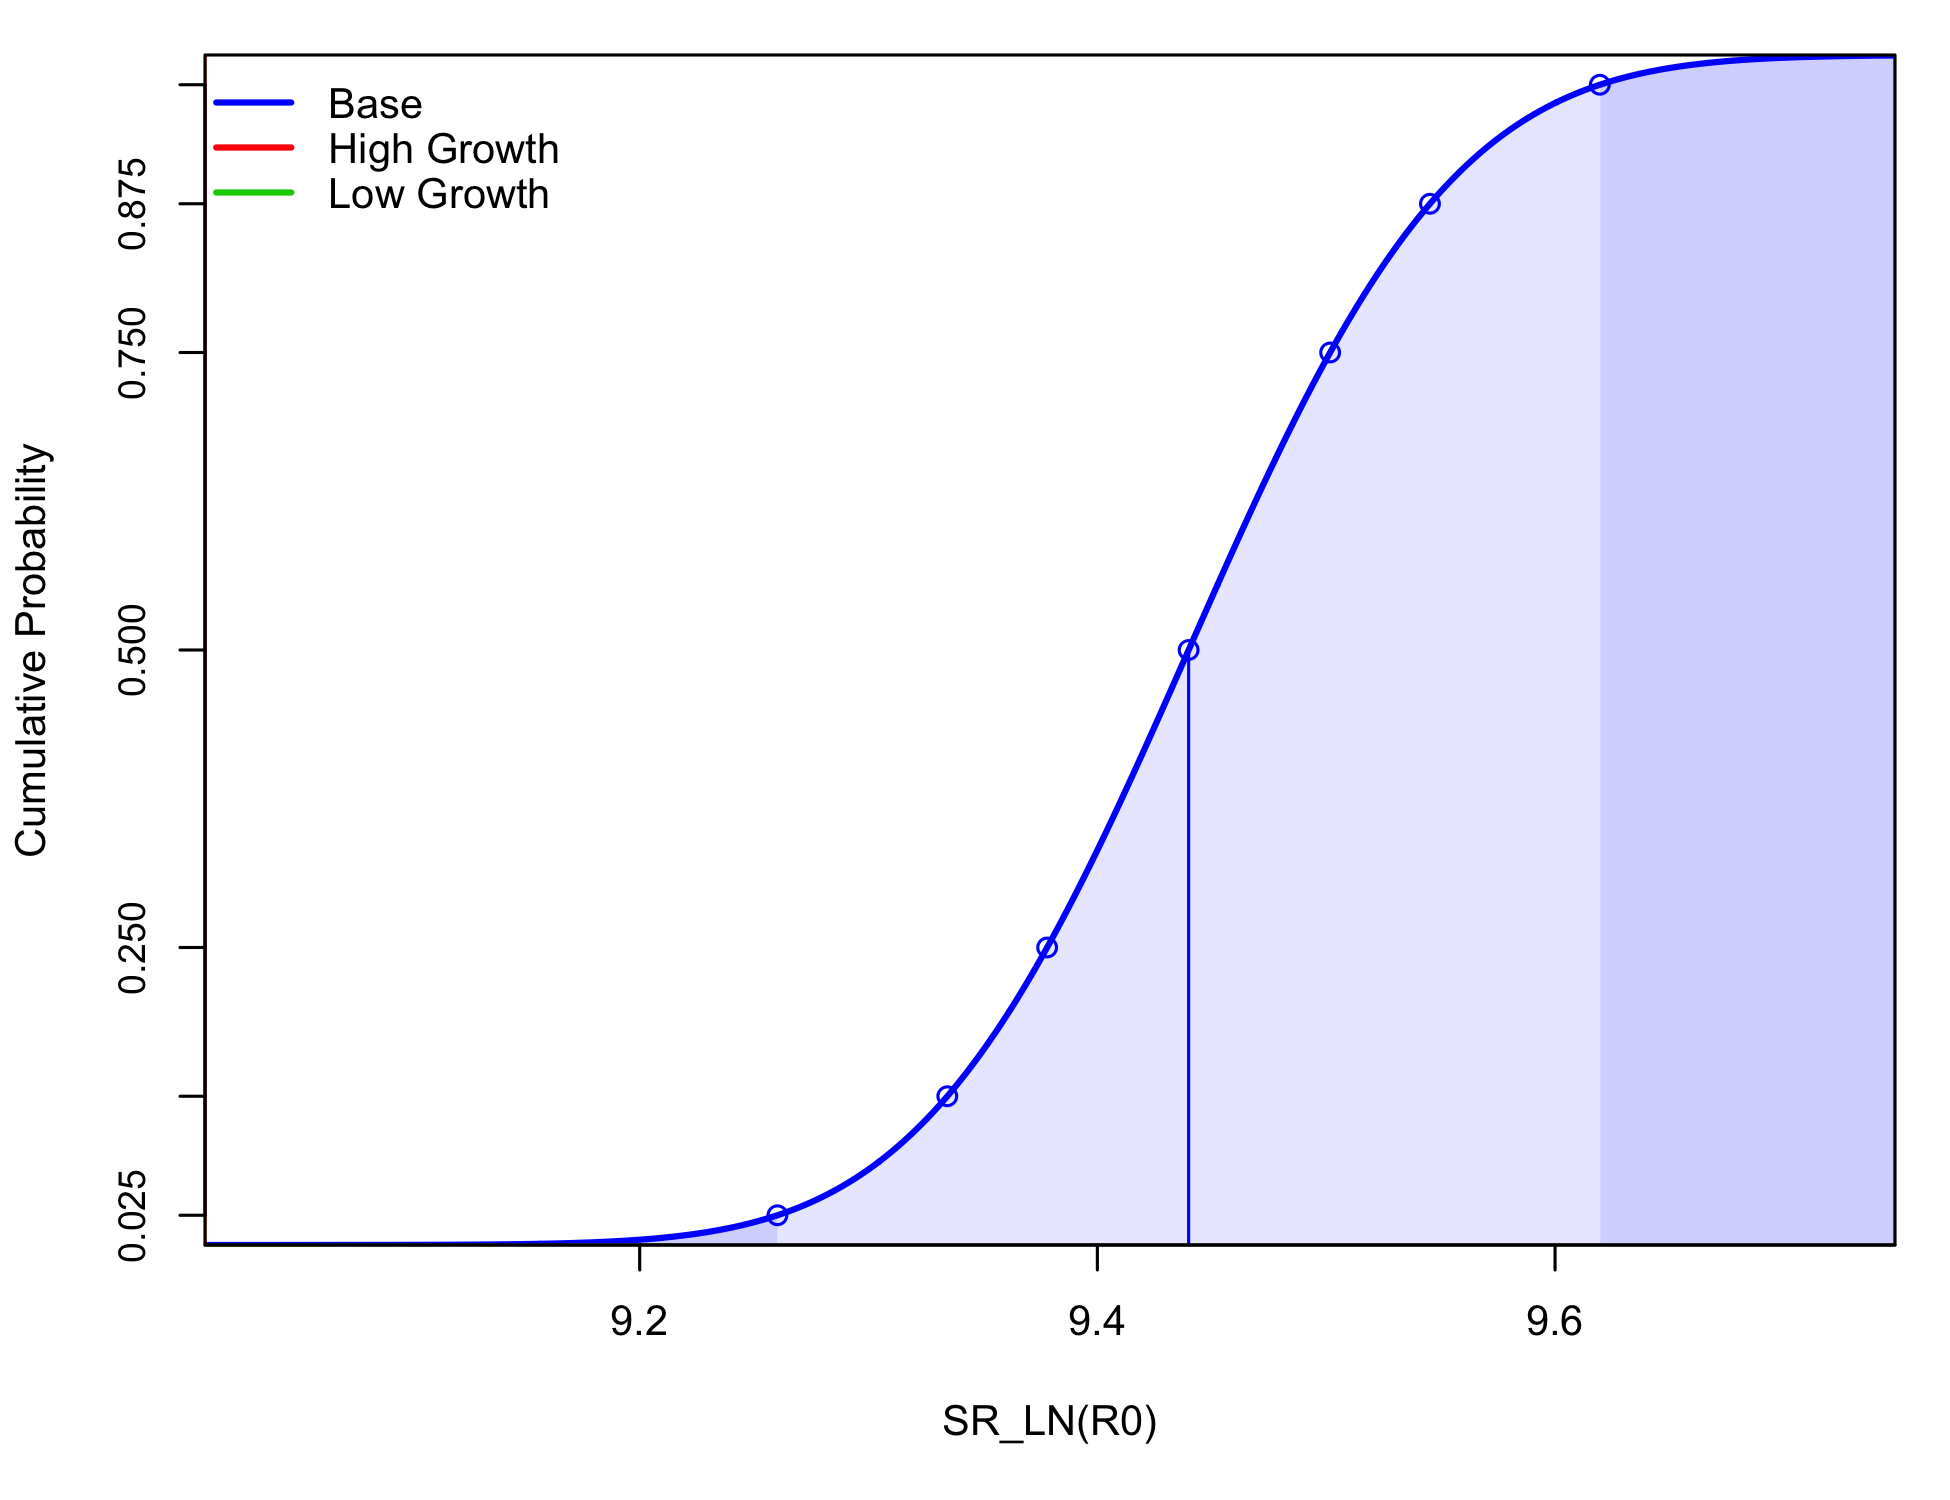 Base
High Growth
Low Growth
Cumulative Probability
0.875
0.750
0.500
0.250
0.025
9.2
9.4
9.6
SR_LN(R0)